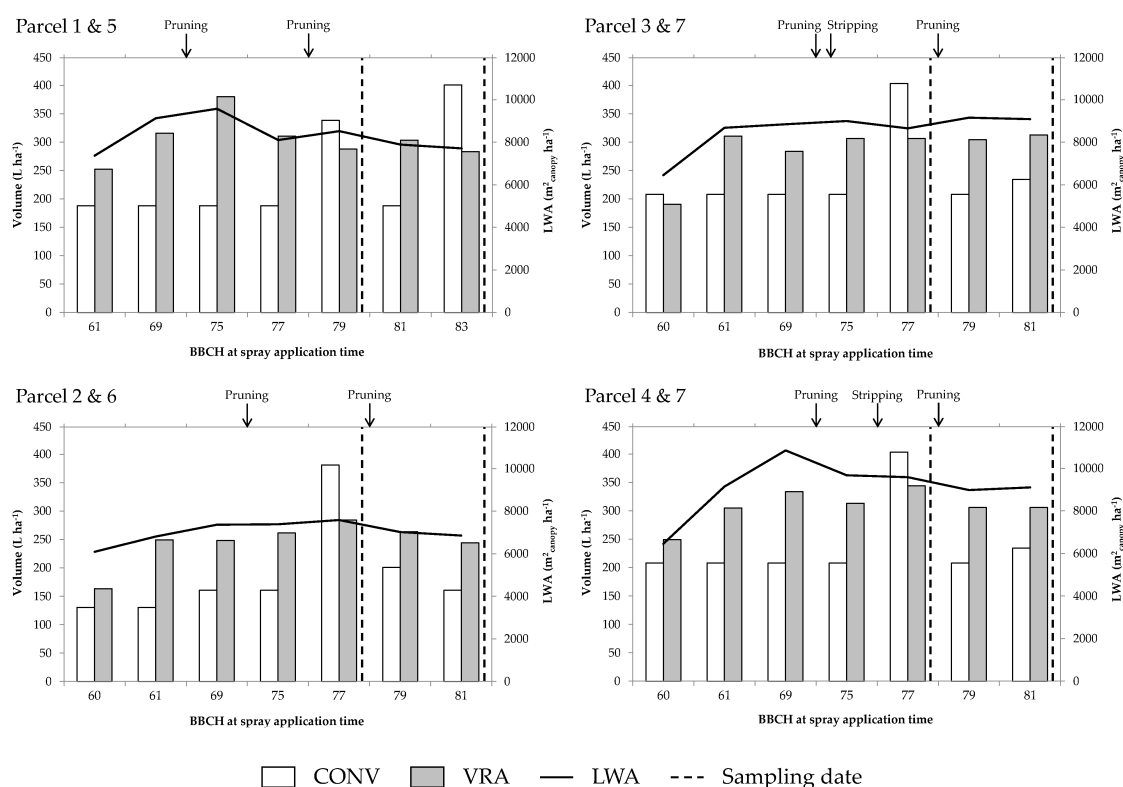 Parcel 1 & 5
Pruning
Pruning
450
400
350
300
250
200
150
100
50
0
Volume (L ha⁻¹)
12000
10000
8000
6000
4000
2000
0
LWA (m²canopy ha⁻¹)
61 69 75 77 79 81 83
BBCH at spray application time
Parcel 3 & 7
Pruning Stripping Pruning
450
400
350
300
250
200
150
100
50
0
Volume (L ha⁻¹)
12000
10000
8000
6000
4000
2000
0
LWA (m²canopy ha⁻¹)
60 61 69 75 77 79 81
BBCH at spray application time
Parcel 2 & 6
Pruning
Pruning
450
400
350
300
250
200
150
100
50
0
Volume (L ha⁻¹)
12000
10000
8000
6000
4000
2000
0
LWA (m²canopy ha⁻¹)
60 61 69 75 77 79 81
BBCH at spray application time
Parcel 4 & 7
Pruning Stripping Pruning
450
400
350
300
250
200
150
100
50
0
Volume (L ha⁻¹)
12000
10000
8000
6000
4000
2000
0
LWA (m²canopy ha⁻¹)
60 61 69 75 77 79 81
BBCH at spray application time
CONV VRA LWA Sampling date